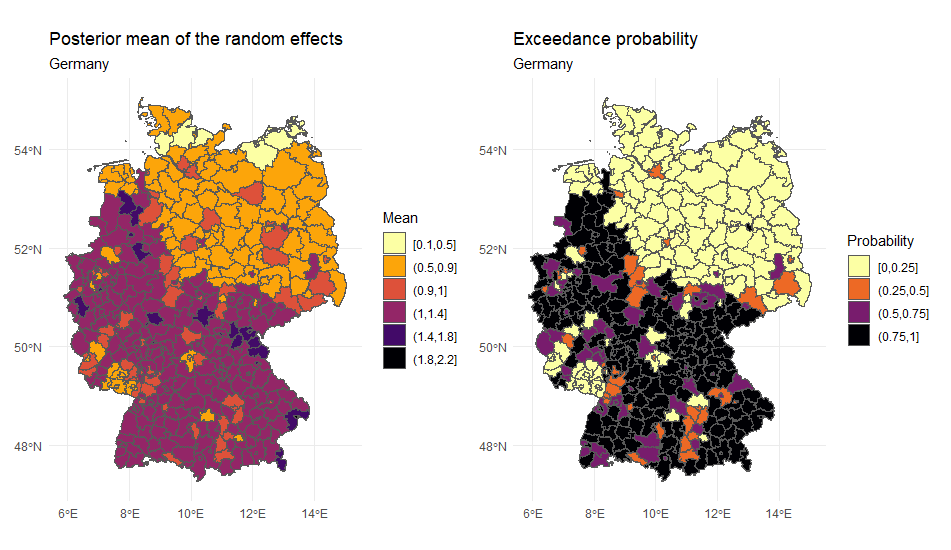 Posterior mean of the random effects
Germany
54°N
52°N
50°N
48°N
6°E
8°E
10°E
12°E
14°E
Mean
[0.1,0.5]
(0.5,0.9]
(0.9,1]
(1,1.4]
(1.4,1.8]
(1.8,2.2]
Exceedance probability
Germany
54°N
52°N
50°N
48°N
6°E
8°E
10°E
12°E
14°E
Probability
[0,0.25]
(0.25,0.5]
(0.5,0.75]
(0.75,1]